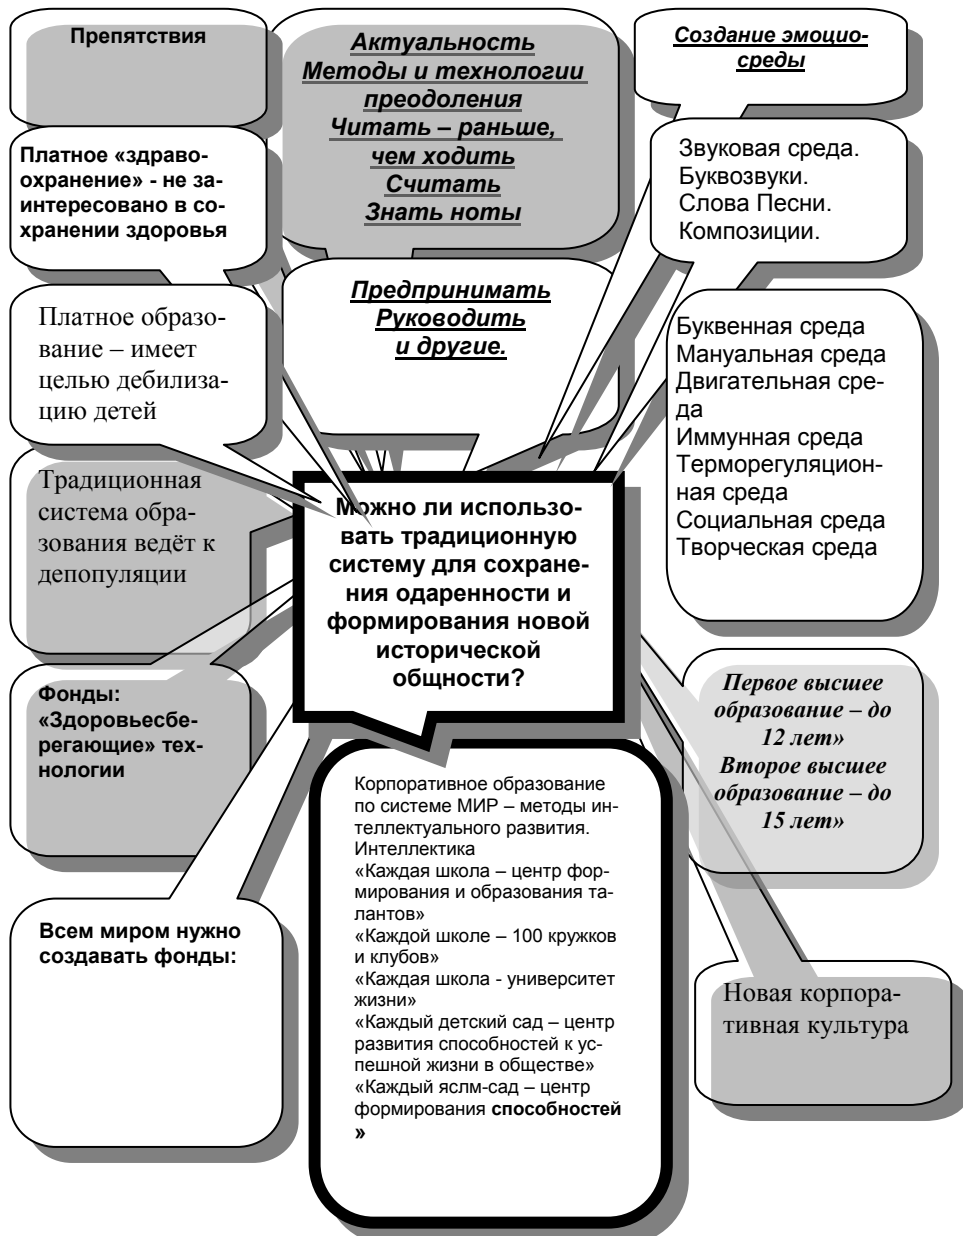 Препятствия
Платное «здраво-
охранение» - не за-
интересовано в со-
хранении здоровья
Платное образо-
вание – имеет
целью дебилиза-
цию детей
Традиционная
система обра-
зования ведёт к
депопуляции
Фонды:
«Здоровьесбе-
регающие» тех-
нологии
Всем миром нужно
создавать фонды:
Актуальность
Методы и технологии
преодоления
Читать – раньше,
чем ходить
Считать
Знать ноты
Предпринимать
Руководить
и другие.
Можно ли использо-
вать традиционную
систему для сохране-
ния одаренности и
формирования новой
исторической
общности?
Корпоративное образование
по системе МИР – методы ин-
теллектуального развития.
Интеллектика
«Каждая школа – центр фор-
мирования и образования та-
лантов»
«Каждой школе – 100 кружков
и клубов»
«Каждая школа - университет
жизни»
«Каждый детский сад – центр
развития способностей к ус-
пешной жизни в обществе»
«Каждый яслм-сад – центр
формирования способностей
»
Создание эмоцио-
среды
Звуковая среда.
Буквозвуки.
Слова Песни.
Композиции.
Буквенная среда
Мануальная среда
Двигательная сре-
да
Иммунная среда
Терморегуляцион-
ная среда
Социальная среда
Творческая среда
Первое высшее
образование – до
12 лет»
Второе высшее
образование – до
15 лет»
Новая корпора-
тивная культура